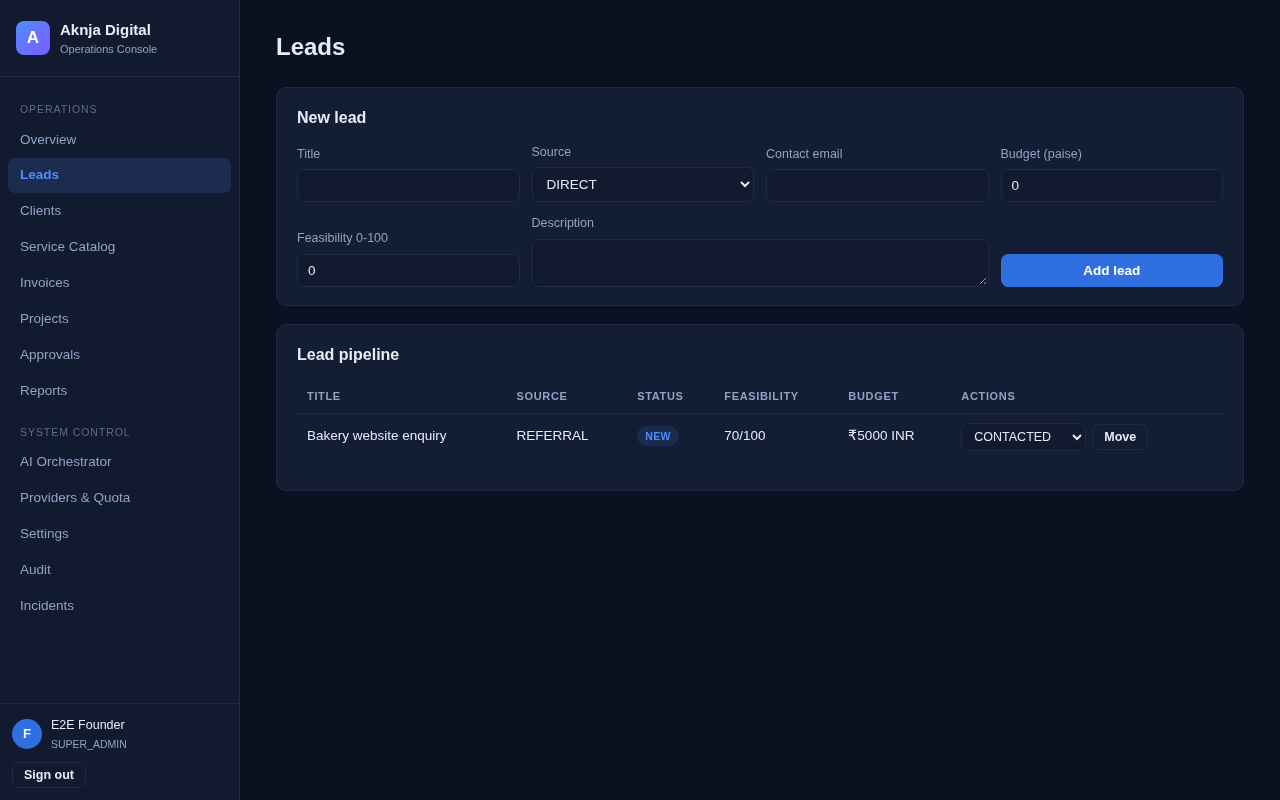 A
Aknja Digital
Operations Console
OPERATIONS
Overview
Leads
Clients
Service Catalog
Invoices
Projects
Approvals
Reports
SYSTEM CONTROL
AI Orchestrator
Providers & Quota
Settings
Audit
Incidents
F
E2E Founder
SUPER_ADMIN
Sign out
Leads
New lead
Title Source Contact email Budget (paise)
DIRECT 0
Feasibility 0-100 Description
0 Add lead
Lead pipeline
TITLE SOURCE STATUS FEASIBILITY BUDGET ACTIONS
Bakery website enquiry REFERRAL NEW 70/100 ₹5000 INR CONTACTED Move